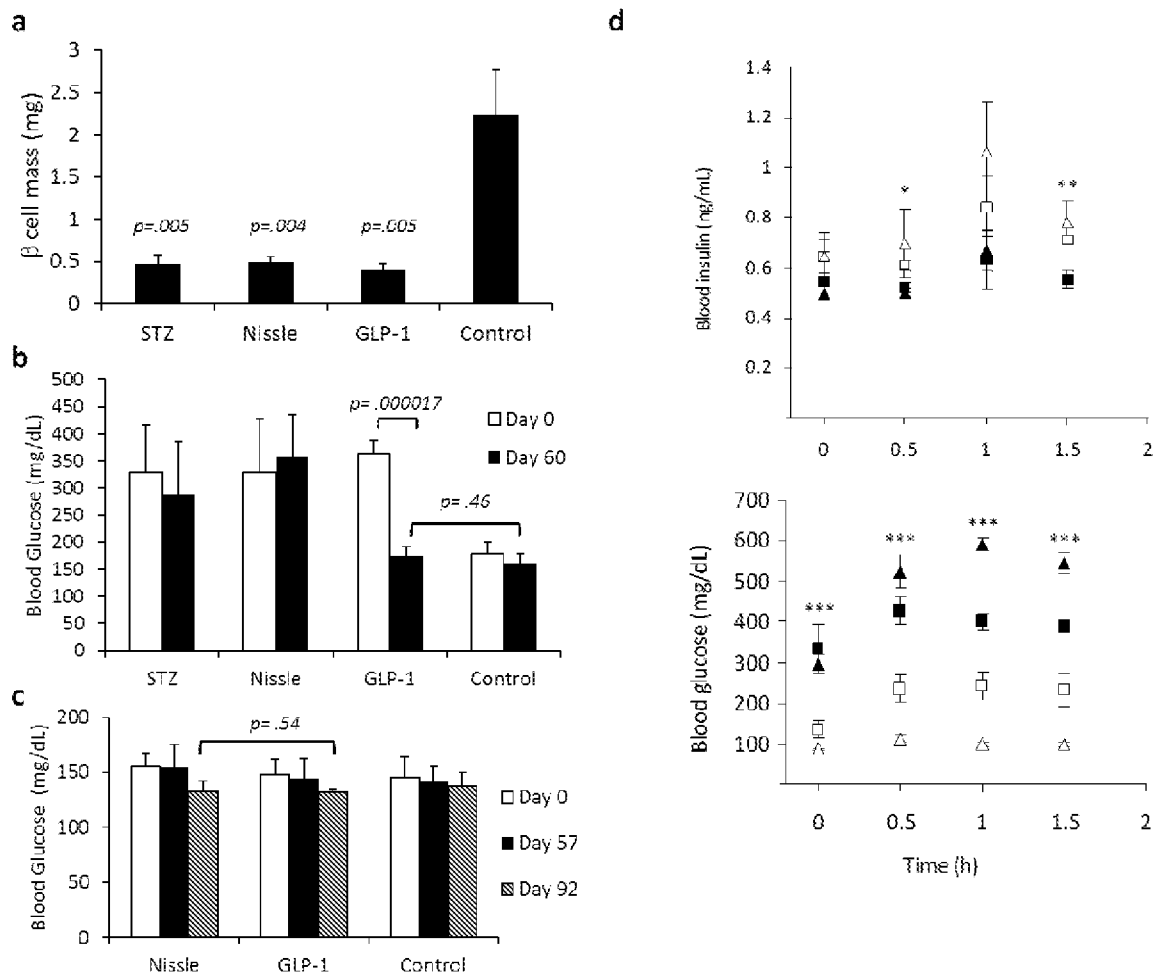 a
3
2.5
2
1.5
1
0.5
0
β cell mass (mg)
p=.005
p=.004
p=.005
STZ Nissle GLP-1 Control
b
500
450
400
350
300
250
200
150
100
50
0
Blood Glucose (mg/dL)
p= .000017
p= .46
Day 0
Day 60
STZ Nissle GLP-1 Control
c
200
150
100
50
0
Blood Glucose (mg/dL)
p= .54
Day 0
Day 57
Day 92
Nissle GLP-1 Control
d
1.4
1.2
1
0.8
0.6
0.4
0.2
Blood insulin (ng/mL)
*
**
0 0.5 1 1.5 2
700
600
500
400
300
200
100
Blood glucose (mg/dL)
***
***
***
***
0 0.5 1 1.5 2
Time (h)